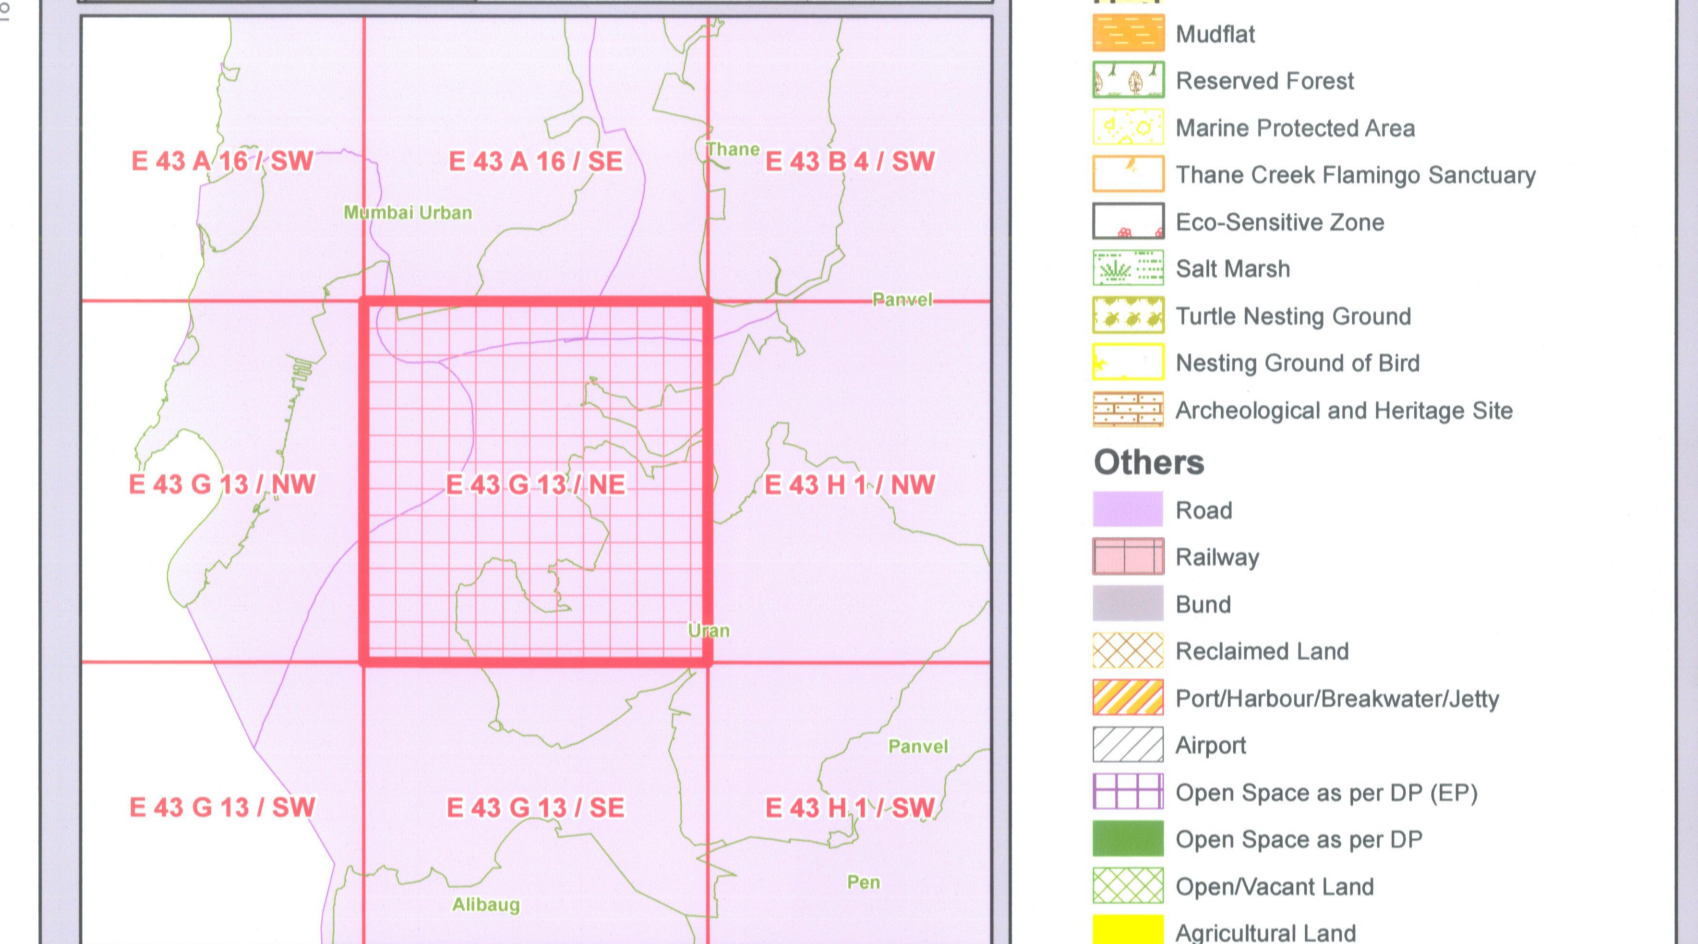 E 43 A 16 / SW
E 43 A 16 / SE
Thane
E 43 B 4 / SW
Mumbai Urban
Panvel
E 43 G 13 / NW
E 43 G 13 / NE
E 43 H 1 / NW
Uran
Panvel
E 43 G 13 / SW
E 43 G 13 / SE
E 43 H 1 / SW
Pen
Alibaug
Mudflat
Reserved Forest
Marine Protected Area
Thane Creek Flamingo Sanctuary
Eco-Sensitive Zone
Salt Marsh
Turtle Nesting Ground
Nesting Ground of Bird
Archeological and Heritage Site
Others
Road
Railway
Bund
Reclaimed Land
Port/Harbour/Breakwater/Jetty
Airport
Open Space as per DP (EP)
Open Space as per DP
Open/Vacant Land
Agricultural Land